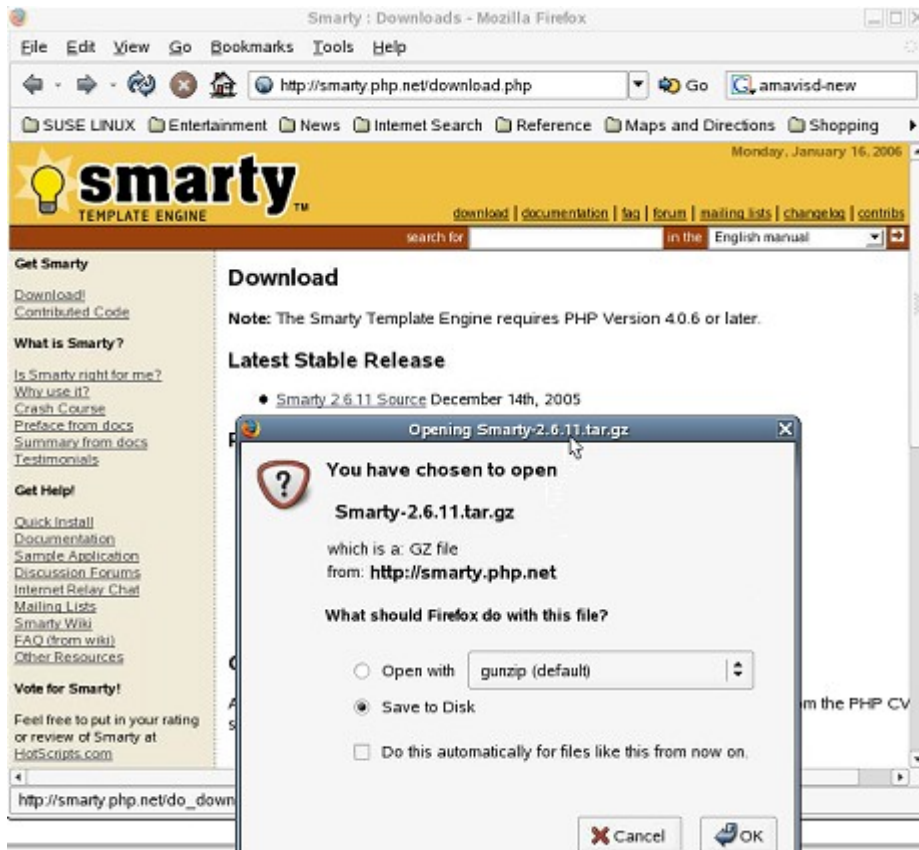 Smarty : Downloads - Mozilla Firefox
File Edit View Go Bookmarks Tools Help
http://smarty.php.net/download.php Go G amavisd-new
SUSE LINUX Entertainment News Internet Search Reference Maps and Directions Shopping
Monday, January 16, 2006
smarty TM
TEMPLATE ENGINE
download | documentation | faq | forum | mailing lists | changelog | contribs
search for in the English manual
Get Smarty
Download!
Contributed Code
What is Smarty?
Is Smarty right for me?
Why use it?
Crash Course
Preface from docs
Summary from docs
Testimonials
Get Help!
Quick Install
Documentation
Sample Application
Discussion Forums
Internet Relay Chat
Mailing Lists
Smarty Wiki
FAQ (from wiki)
Other Resources
Vote for Smarty!
Feel free to put in your rating
or review of Smarty at
HotScripts.com
Download
Note: The Smarty Template Engine requires PHP Version 4.0.6 or later.
Latest Stable Release
Smarty 2.6.11 Source December 14th, 2005
Opening Smarty-2.6.11.tar.gz
You have chosen to open
Smarty-2.6.11.tar.gz
which is a: GZ file
from: http://smarty.php.net
What should Firefox do with this file?
Open with gunzip (default)
Save to Disk
Do this automatically for files like this from now on.
Cancel OK
the PHP CV
http://smarty.php.net/do_down